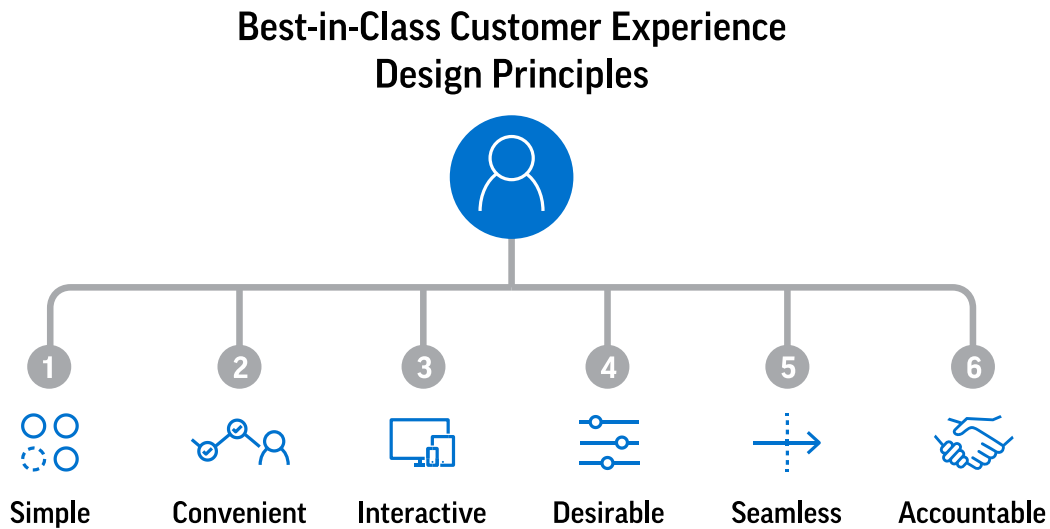 Best-in-Class Customer Experience
Design Principles
1 2 3 4 5 6
Simple Convenient Interactive Desirable Seamless Accountable